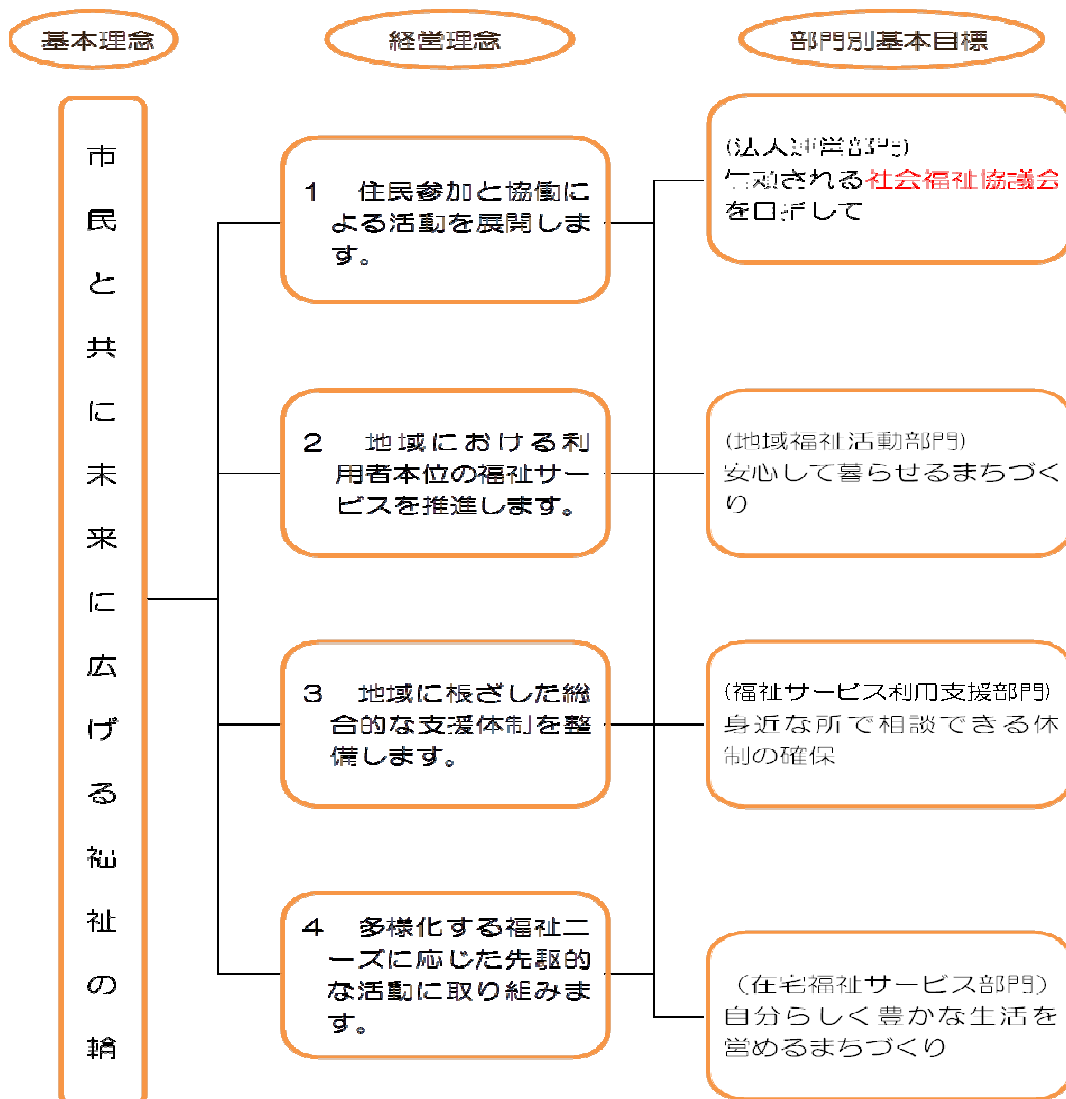 基本理念
経営理念
部門別基本目標
市民と共に未来に広げる福祉の輪
1 住民参加と協働に
よる活動を展開しま
す。
2 地域における利
用者本位の福祉サー
ビスを推進します。
3 地域に根ざした総
合的な支援体制を整
備します。
4 多様化する福祉ニ
ーズに応じた先駆的
な活動に取り組みま
す。
(法人運営部門)
信頼される社会福祉協議会
を目指して
(地域福祉活動部門)
安心して暮らせるまちづく
り
(福祉サービス利用支援部門)
身近な所で相談できる体
制の確保
(在宅福祉サービス部門)
自分らしく豊かな生活を
営めるまちづくり